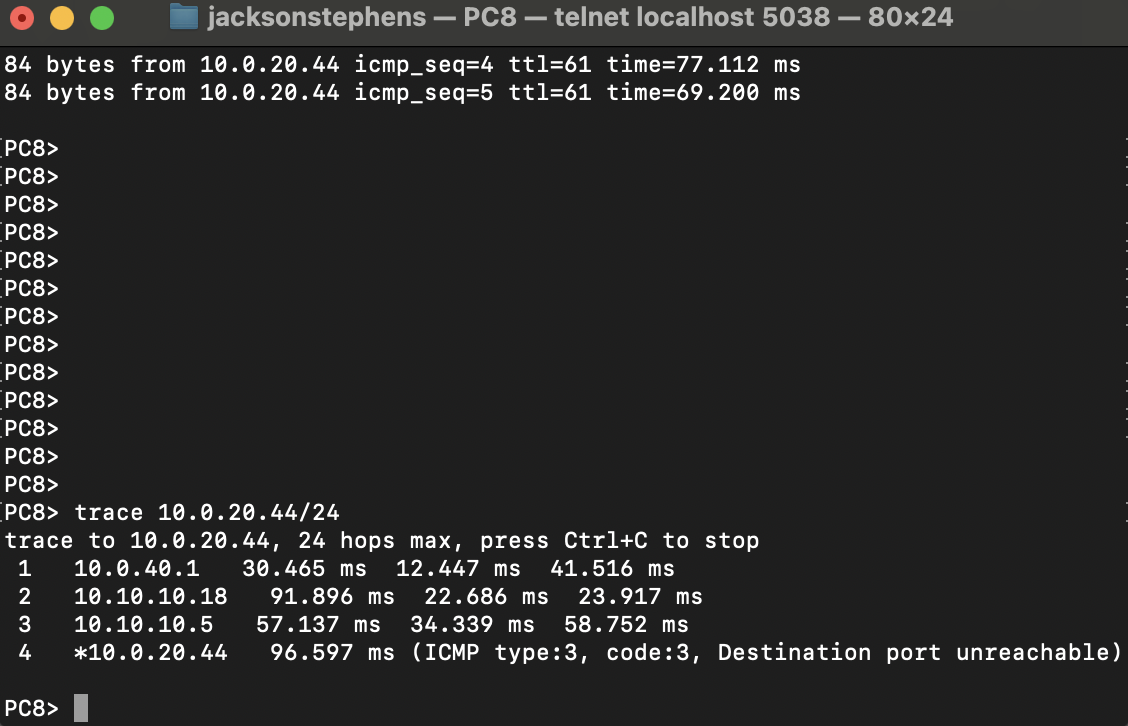 jacksonstephens — PC8 — telnet localhost 5038 — 80×24
84 bytes from 10.0.20.44 icmp_seq=4 ttl=61 time=77.112 ms
84 bytes from 10.0.20.44 icmp_seq=5 ttl=61 time=69.200 ms
PC8>
PC8>
PC8>
PC8>
PC8>
PC8>
PC8>
PC8>
PC8>
PC8>
PC8>
PC8>
PC8>
PC8> trace 10.0.20.44/24
trace to 10.0.20.44, 24 hops max, press Ctrl+C to stop
1 10.0.40.1 30.465 ms 12.447 ms 41.516 ms
2 10.10.10.18 91.896 ms 22.686 ms 23.917 ms
3 10.10.10.5 57.137 ms 34.339 ms 58.752 ms
4 *10.0.20.44 96.597 ms (ICMP type:3, code:3, Destination port unreachable)
PC8>